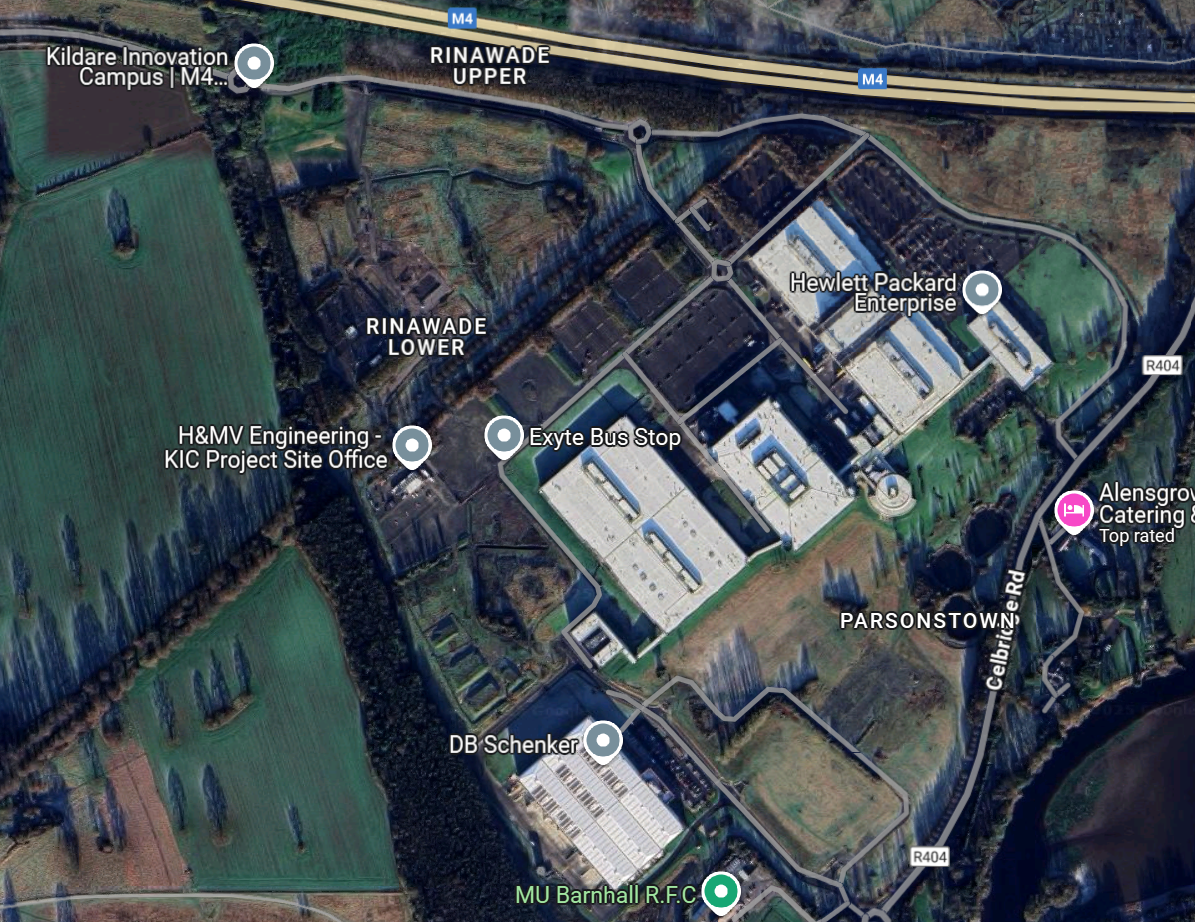 M4
Kildare Innovation
Campus | M4...
RINAWADE
UPPER
M4
Hewlett Packard
Enterprise
RINAWADE
LOWER
R404
H&MV Engineering -
KIC Project Site Office
Exyte Bus Stop
Alensgrov
Catering &
Top rated
PARSONSTOWN
Celbridge Rd
DB Schenker
R404
MU Barnhall R.F.C